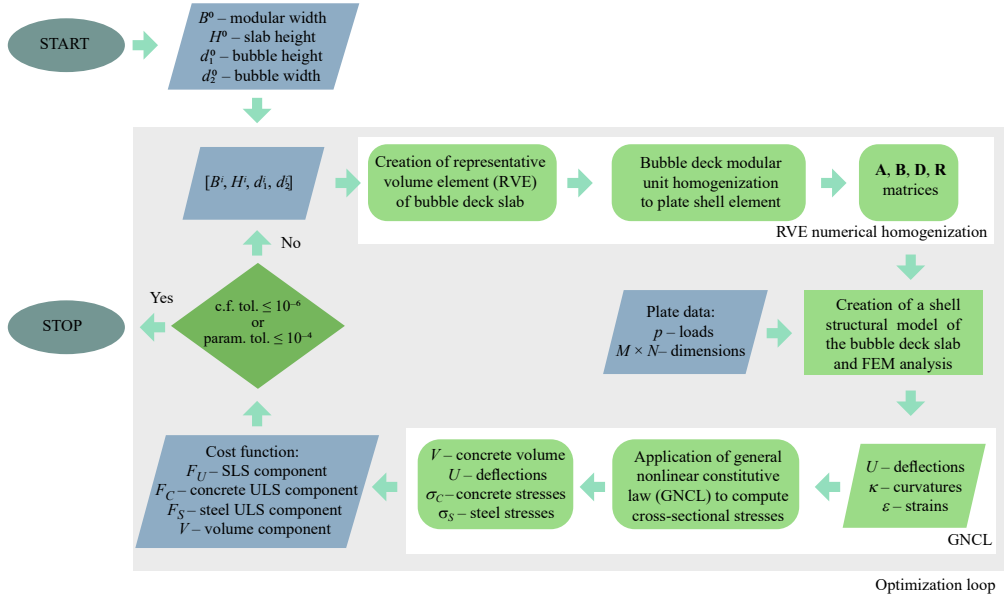 START
B⁰ – modular width
H⁰ – slab height
d₁⁰ – bubble height
d₂⁰ – bubble width
[Bⁱ, Hⁱ, d₁ⁱ, d₂ⁱ]
Creation of representative
volume element (RVE)
of bubble deck slab
Bubble deck modular
unit homogenization
to plate shell element
A, B, D, R
matrices
RVE numerical homogenization
No
Yes
STOP
c.f. tol. ≤ 10⁻⁶
or
param. tol. ≤ 10⁻⁴
Plate data:
p – loads
M × N– dimensions
Creation of a shell
structural model of
the bubble deck slab
and FEM analysis
Cost function:
F_U – SLS component
F_C – concrete ULS component
F_S – steel ULS component
V – volume component
V – concrete volume
U – deflections
σ_C – concrete stresses
σ_S – steel stresses
Application of general
nonlinear constitutive
law (GNCL) to compute
cross-sectional stresses
U – deflections
κ – curvatures
ε – strains
GNCL
Optimization loop